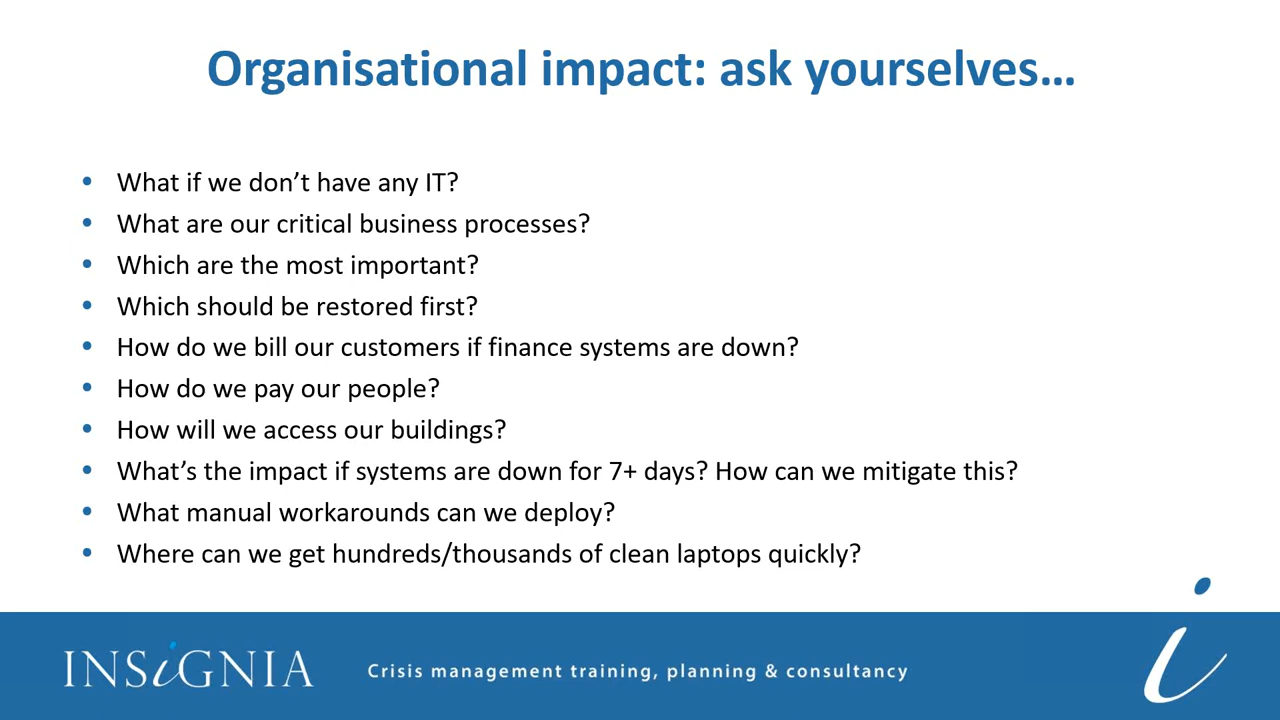 Organisational impact: ask yourselves…
• What if we don’t have any IT?
• What are our critical business processes?
• Which are the most important?
• Which should be restored first?
• How do we bill our customers if finance systems are down?
• How do we pay our people?
• How will we access our buildings?
• What’s the impact if systems are down for 7+ days? How can we mitigate this?
• What manual workarounds can we deploy?
• Where can we get hundreds/thousands of clean laptops quickly?
INSiGNIA
Crisis management training, planning & consultancy
i